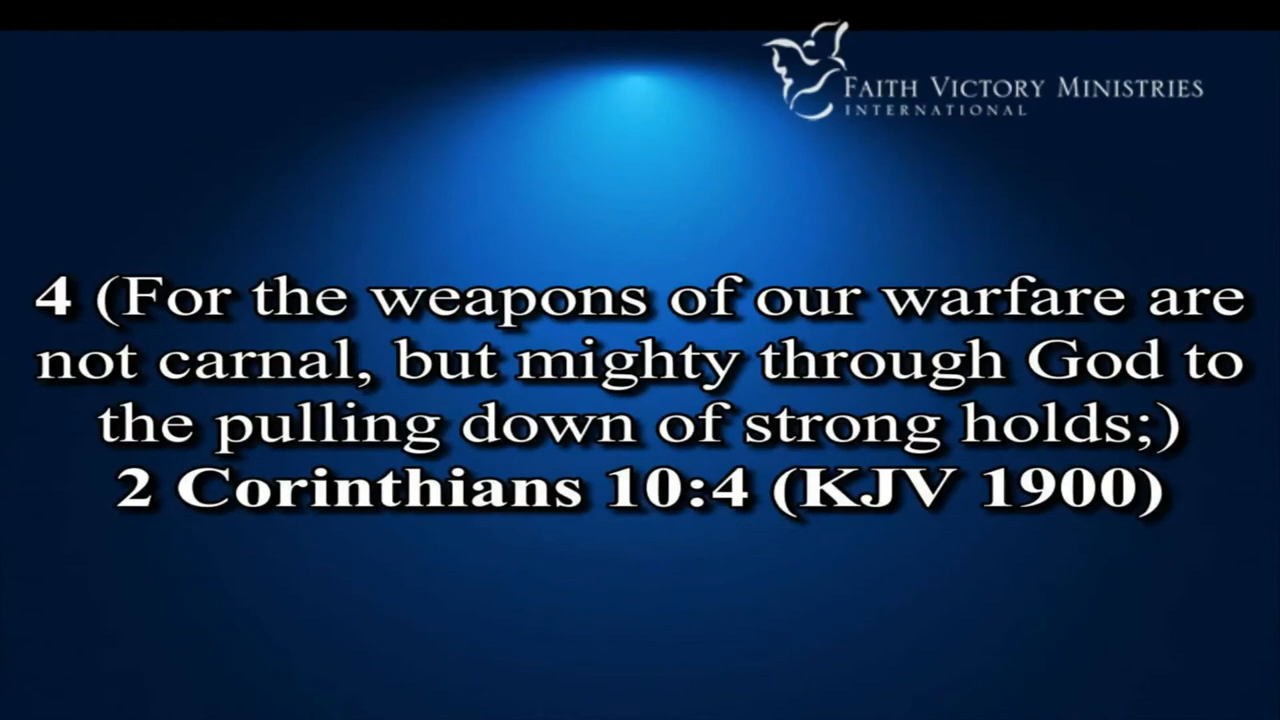 FAITH VICTORY MINISTRIES
INTERNATIONAL
4 (For the weapons of our warfare are
not carnal, but mighty through God to
the pulling down of strong holds;)
2 Corinthians 10:4 (KJV 1900)